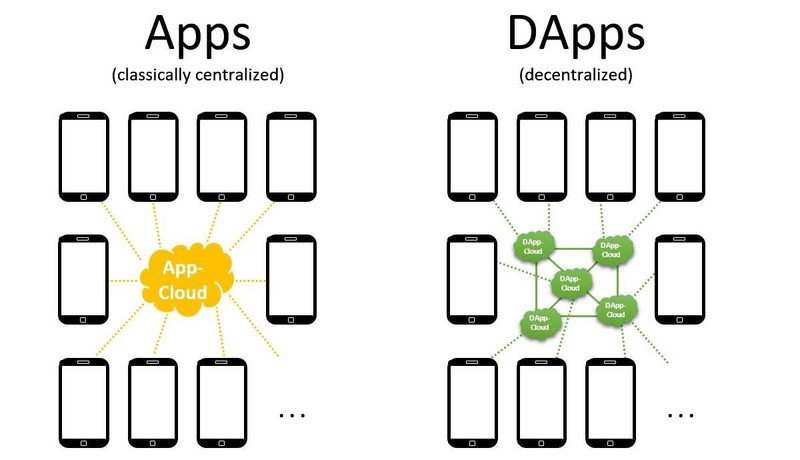 Apps
(classically centralized)
App-
Cloud
...
DApps
(decentralized)
DApp-
Cloud
DApp-
Cloud
DApp-
Cloud
DApp-
Cloud
DApp-
Cloud
...